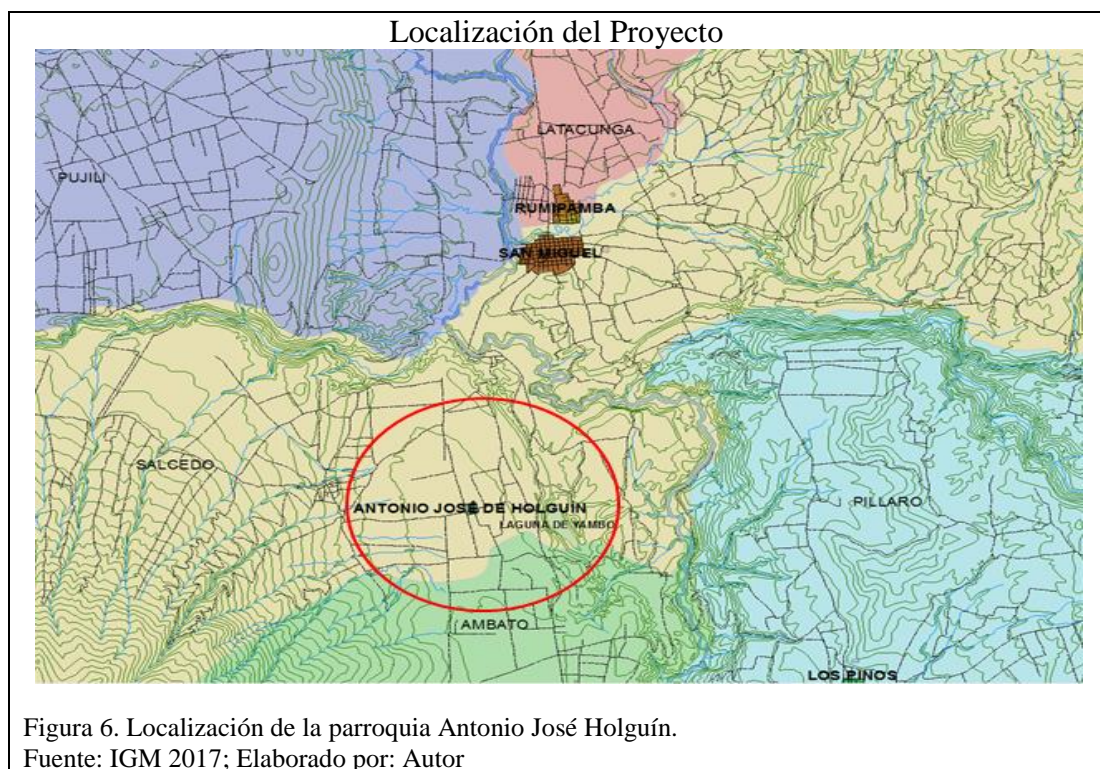 Localización del Proyecto
LATACUNGA
PUJILI
RUMIPAMBA
SAN MIGUEL
SALCEDO
PILLARO
ANTONIO JOSÉ DE HOLGUÍN
LAGUNA DE YAMBO
AMBATO
LOS PINOS
Figura 6. Localización de la parroquia Antonio José Holguín.
Fuente: IGM 2017; Elaborado por: Autor